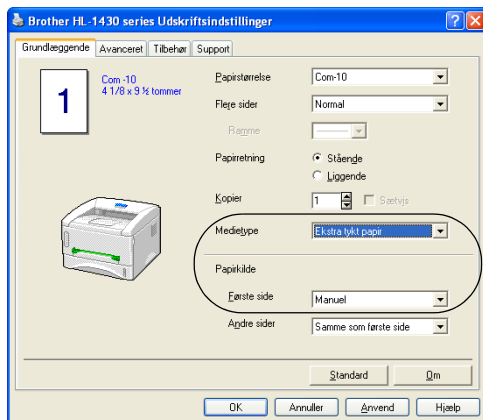 Brother HL-1430 series Udskriftsindstillinger
Grundlæggende Avanceret Tilbehør Support
1
Com -10
4 1/8 x 9 ½ tommer
Papirstørrelse Com-10
Flere sider Normal
Ramme
Papirretning Stående
Liggende
Kopier 1 Sætvis
Medietype Ekstra tykt papir
Papirkilde
Første side Manuel
Andre sider Samme som første side
Standard Om
OK Annuller Anvend Hjælp